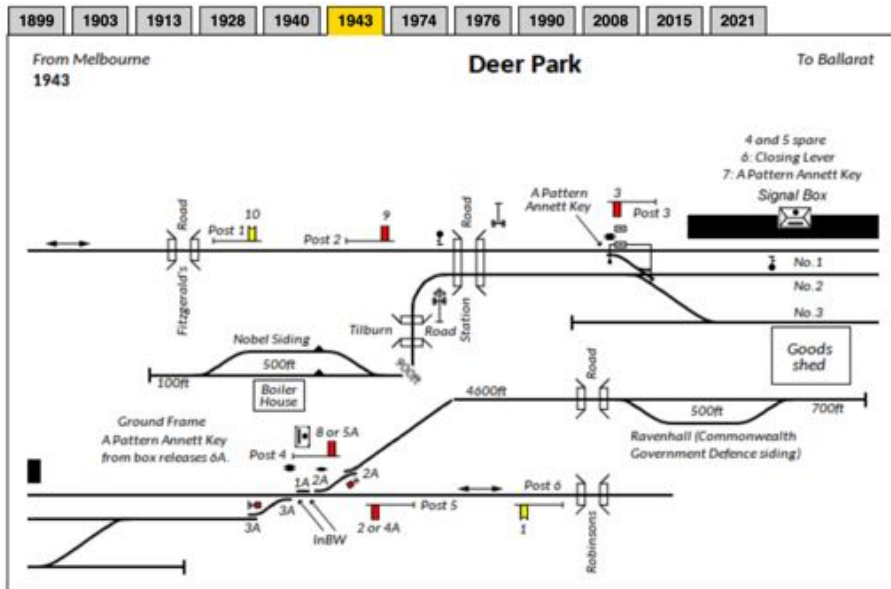 1899 1903 1913 1928 1940 1943 1974 1976 1990 2008 2015 2021
From Melbourne
1943
Deer Park
To Ballarat
4 and 5 spare
6: Closing Lever
7: A Pattern Annett Key
Signal Box
A Pattern
Annett Key
3
Post 3
Road
Fitzgerald's
Post 1
10
Post 2
9
Road
Station
No.1
No.2
No.3
Goods
shed
Tilburn
Road
900ft
Nobel Siding
500ft
100ft
Boiler
House
4600ft
Road
500ft
700ft
Ravenhall (Commonwealth
Government Defence siding)
Ground Frame
A Pattern Annett Key
from box releases 6A.
8 or 5A
Post 4
1A
2A
2A
3A
3A
InBW
2 or 4A
Post 5
Post 6
1
Robinsons